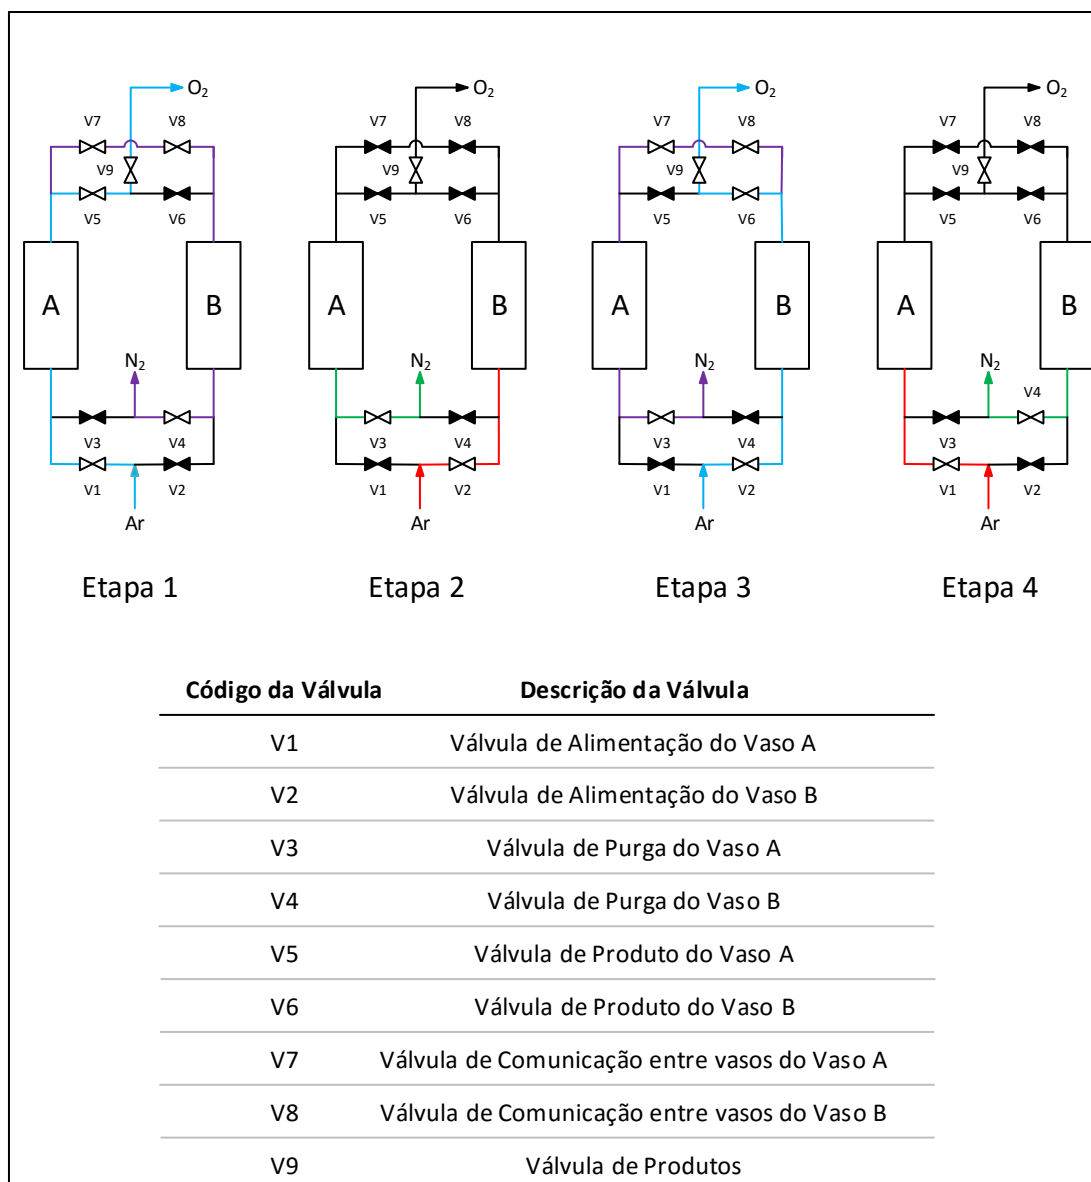 O2 O2 O2 O2
V7 V8 V7 V8 V7 V8 V7 V8
V9 V9 V9 V9
V5 V6 V5 V6 V5 V6 V5 V6
A B A B A B A B
N2 N2 N2 N2
V4
V3 V4 V3 V4 V3 V4 V3
V1 V2 V1 V2 V1 V2 V1 V2
Ar Ar Ar Ar
Etapa 1 Etapa 2 Etapa 3 Etapa 4
Código da Válvula Descrição da Válvula
V1 Válvula de Alimentação do Vaso A
V2 Válvula de Alimentação do Vaso B
V3 Válvula de Purga do Vaso A
V4 Válvula de Purga do Vaso B
V5 Válvula de Produto do Vaso A
V6 Válvula de Produto do Vaso B
V7 Válvula de Comunicação entre vasos do Vaso A
V8 Válvula de Comunicação entre vasos do Vaso B
V9 Válvula de Produtos